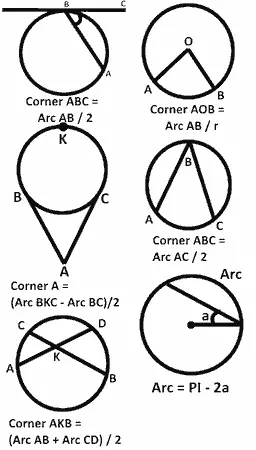 B
C
A
Corner ABC =
Arc AB / 2
O
A
B
Corner AOB =
Arc AB / r
K
B
C
A
Corner A =
(Arc BKC - Arc BC)/2
B
A
C
Corner ABC =
Arc AC / 2
C
D
K
A
B
Corner AKB =
(Arc AB + Arc CD) / 2
Arc
a
Arc = PI - 2a